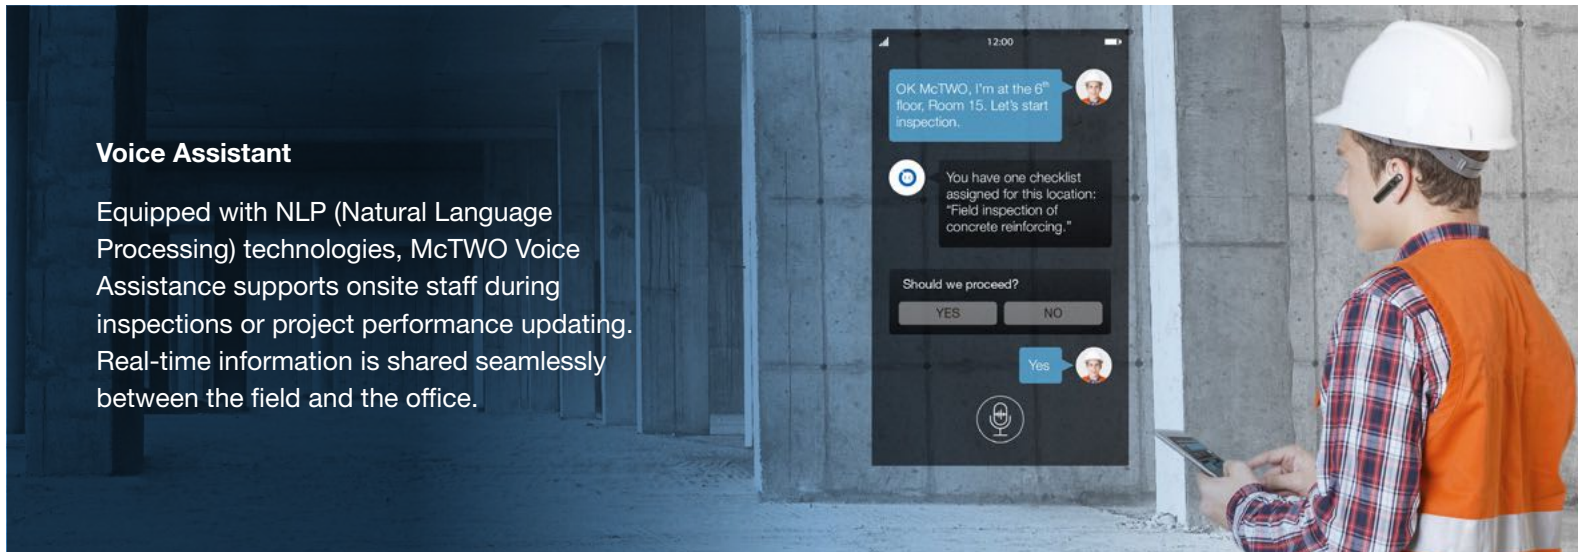 Voice Assistant
Equipped with NLP (Natural Language
Processing) technologies, McTWO Voice
Assistance supports onsite staff during
inspections or project performance updating.
Real-time information is shared seamlessly
between the field and the office.
12:00
OK McTWO, I'm at the 6th
floor, Room 15. Let's start
inspection.
You have one checklist
assigned for this location:
"Field inspection of
concrete reinforcing."
Should we proceed?
YES
NO
Yes